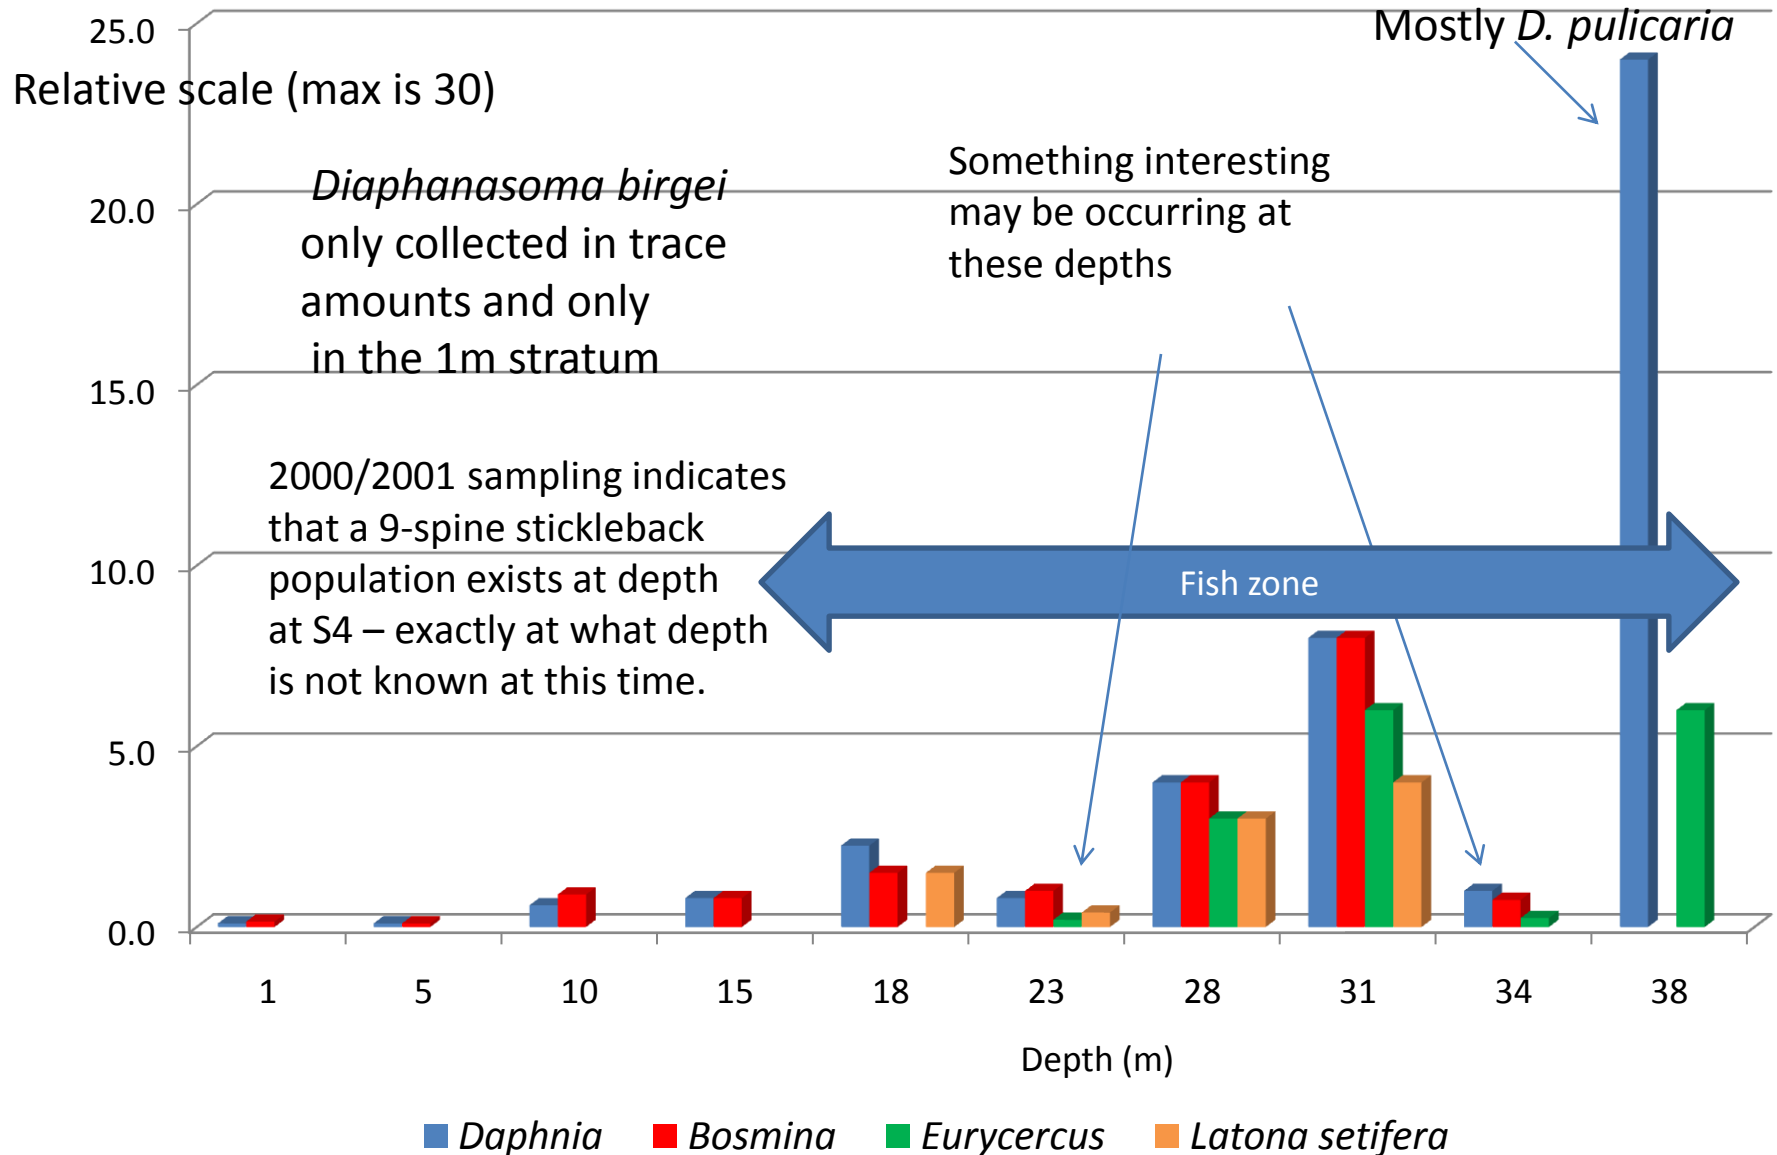 Mostly D. pulicaria
25.0
Relative scale (max is 30)
Something interesting
may be occurring at
these depths
Diaphanasoma birgei
only collected in trace
amounts and only
in the 1m stratum
20.0
15.0
2000/2001 sampling indicates
that a 9-spine stickleback
population exists at depth
at S4 – exactly at what depth
is not known at this time.
10.0
Fish zone
5.0
0.0
1 5 10 15 18 23 28 31 34 38
Depth (m)
Daphnia Bosmina Eurycercus Latona setifera